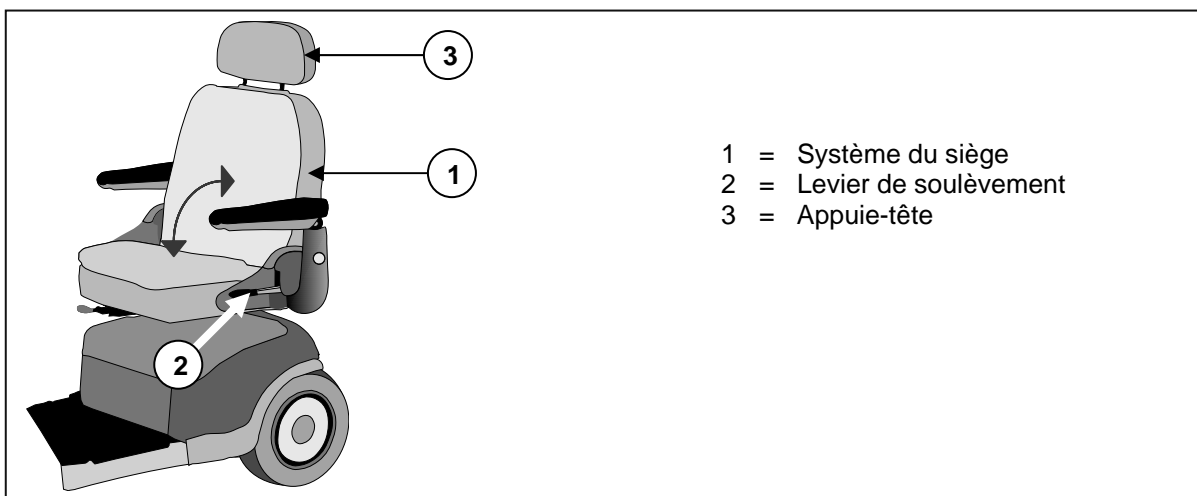 3
1
2
1 = Système du siège
2 = Levier de soulèvement
3 = Appuie-tête